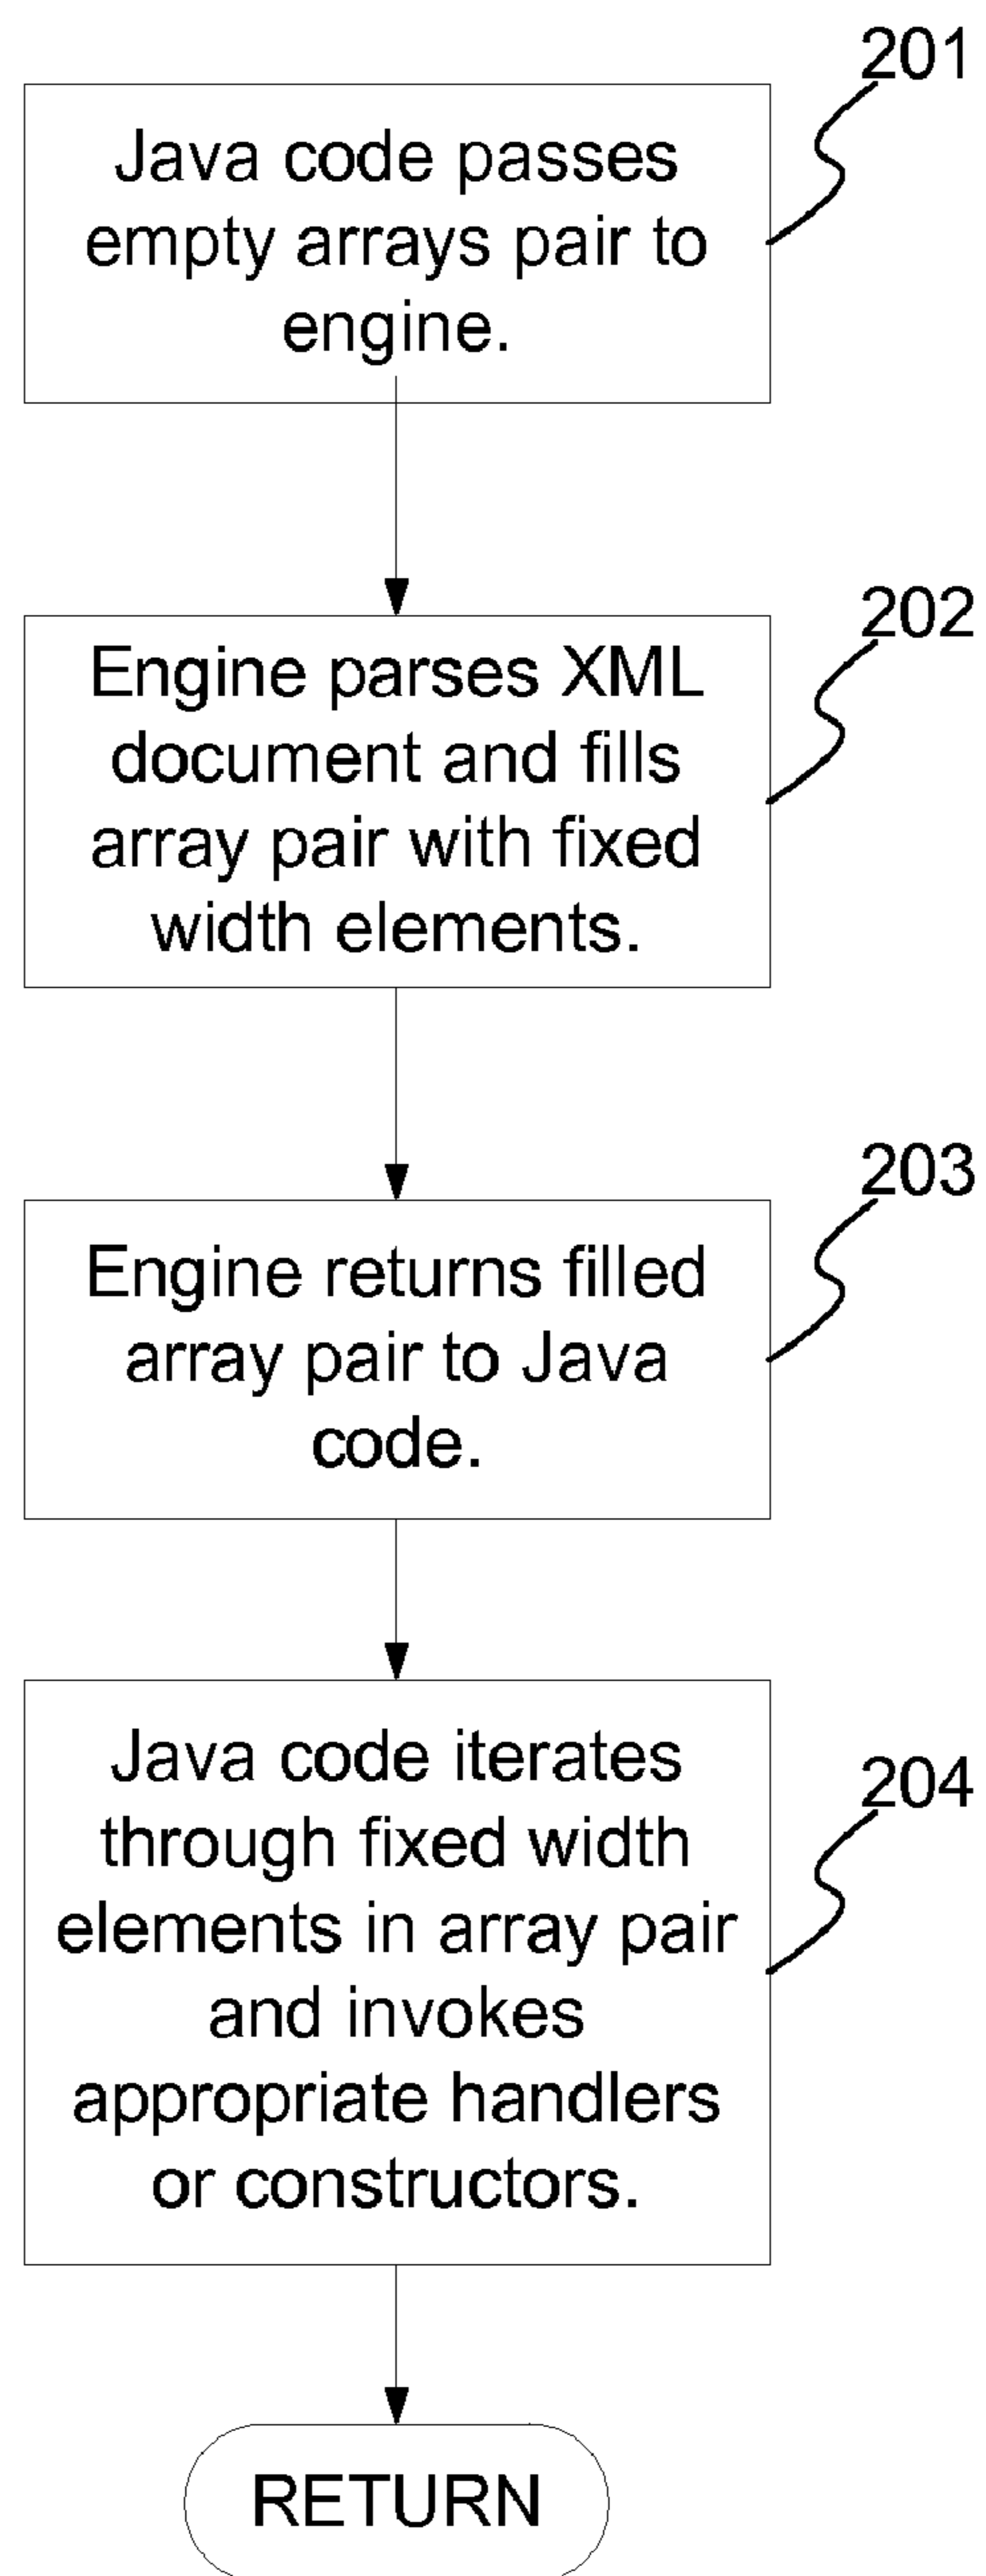 201
Java code passes
empty arrays pair to
engine.
202
Engine parses XML
document and fills
array pair with fixed
width elements.
203
Engine returns filled
array pair to Java
code.
204
Java code iterates
through fixed width
elements in array pair
and invokes
appropriate handlers
or constructors.
RETURN